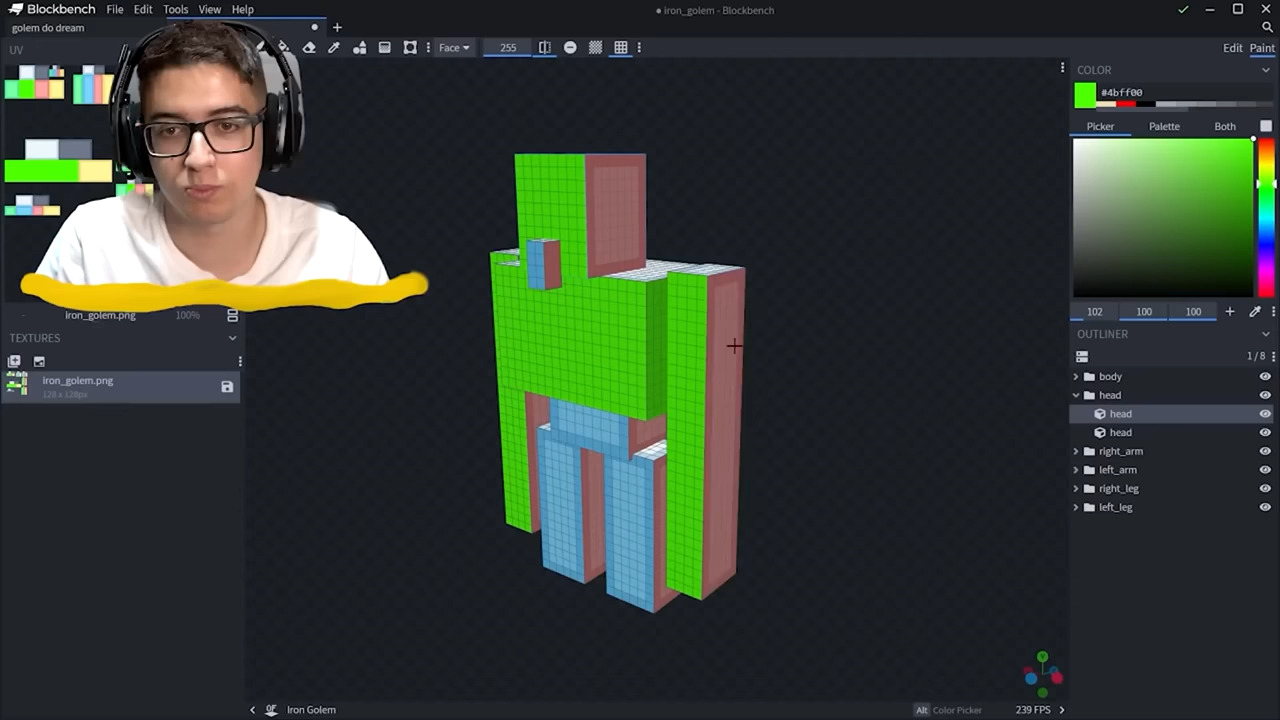 Blockbench File Edit Tools View Help
iron_golem - Blockbench
golem do dream
UV
Face
255
Edit Paint
COLOR
#4bff00
Picker Palette Both
102 100 100
iron_golem.png 100%
TEXTURES
iron_golem.png
128 x 128px
OUTLINER
1/8
body
head
head
head
right_arm
left_arm
right_leg
left_leg
Iron Golem
Alt Color Picker
239 FPS